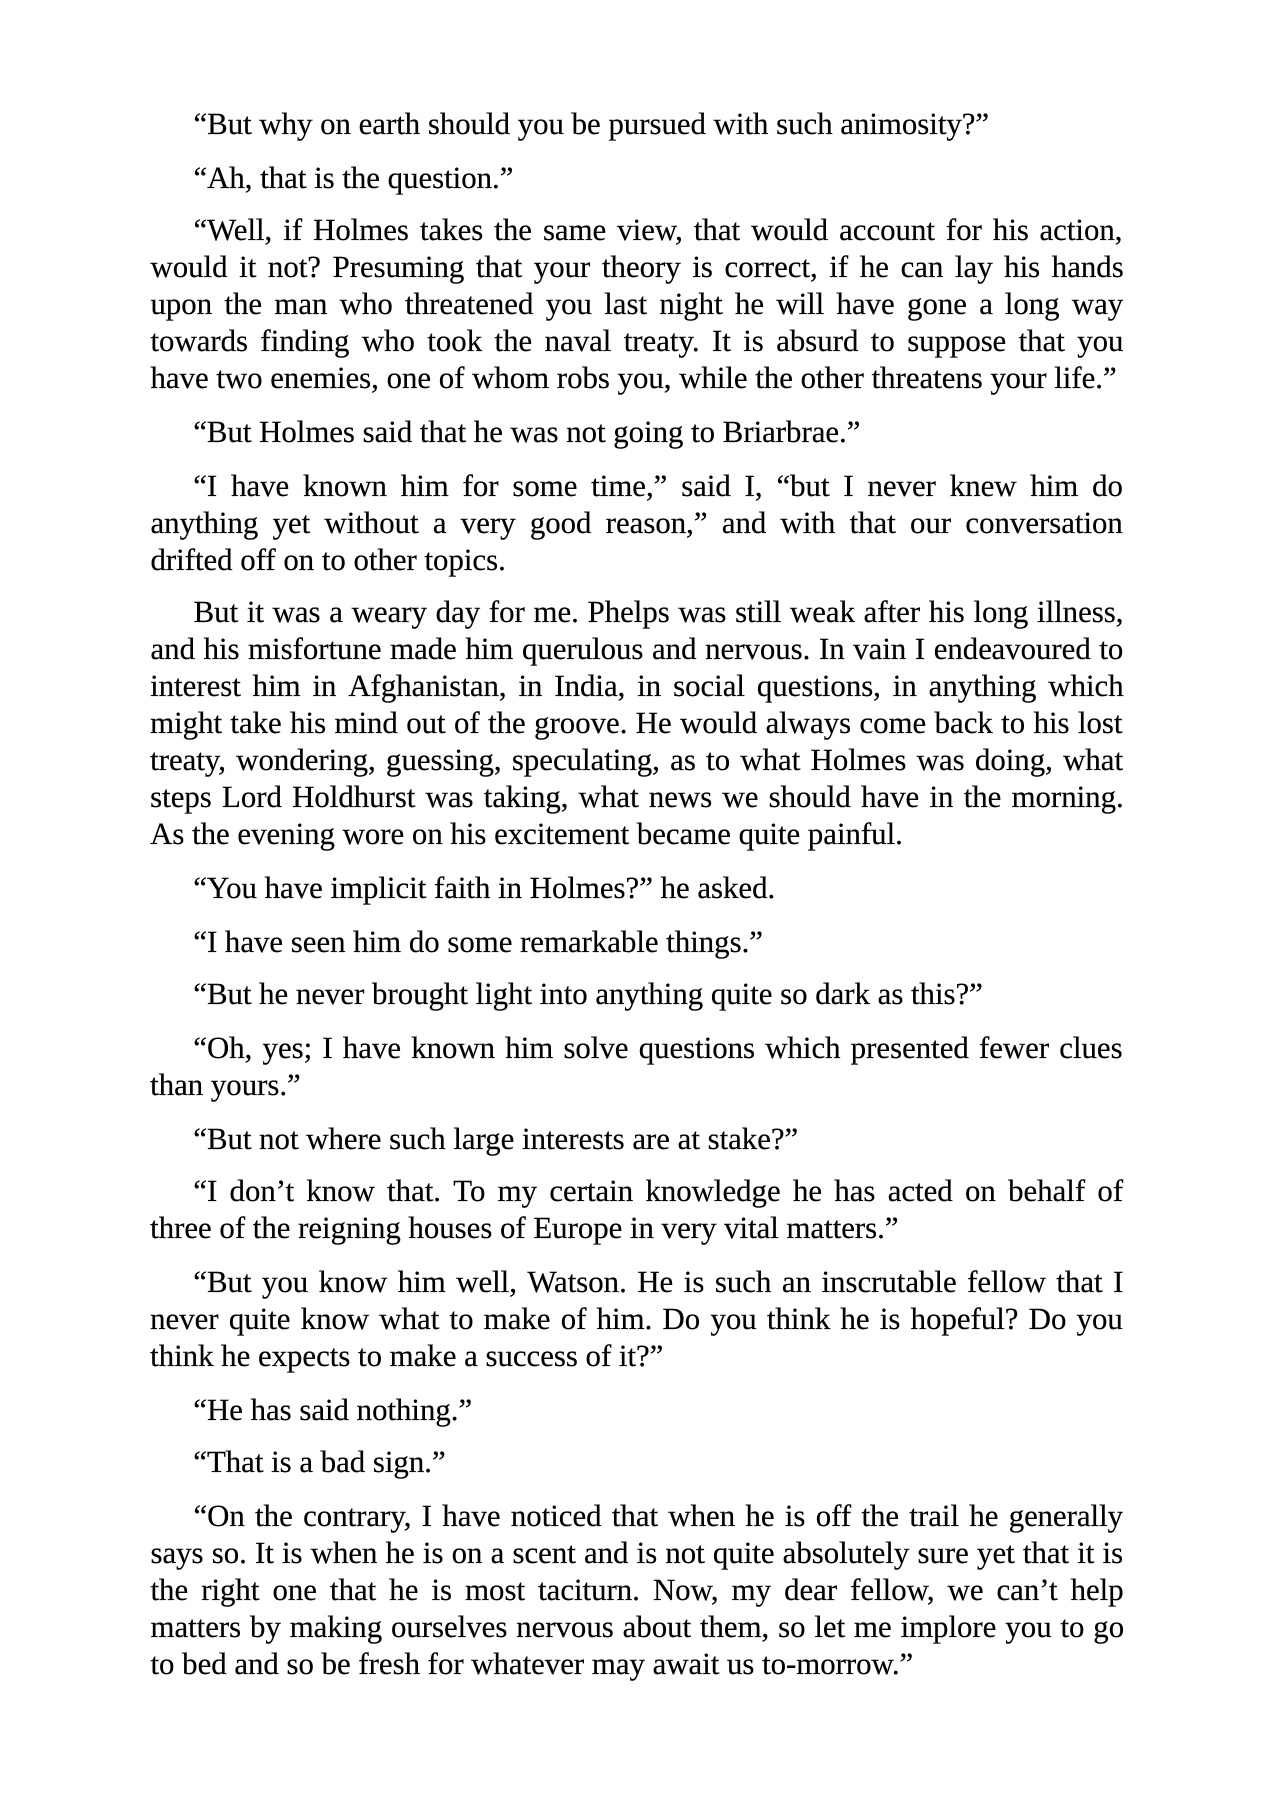 “But why on earth should you be pursued with such animosity?”
“Ah, that is the question.”
“Well, if Holmes takes the same view, that would account for his action,
would it not? Presuming that your theory is correct, if he can lay his hands
upon the man who threatened you last night he will have gone a long way
towards finding who took the naval treaty. It is absurd to suppose that you
have two enemies, one of whom robs you, while the other threatens your life.”
“But Holmes said that he was not going to Briarbrae.”
“I have known him for some time,” said I, “but I never knew him do
anything yet without a very good reason,” and with that our conversation
drifted off on to other topics.
But it was a weary day for me. Phelps was still weak after his long illness,
and his misfortune made him querulous and nervous. In vain I endeavoured to
interest him in Afghanistan, in India, in social questions, in anything which
might take his mind out of the groove. He would always come back to his lost
treaty, wondering, guessing, speculating, as to what Holmes was doing, what
steps Lord Holdhurst was taking, what news we should have in the morning.
As the evening wore on his excitement became quite painful.
“You have implicit faith in Holmes?” he asked.
“I have seen him do some remarkable things.”
“But he never brought light into anything quite so dark as this?”
“Oh, yes; I have known him solve questions which presented fewer clues
than yours.”
“But not where such large interests are at stake?”
“I don’t know that. To my certain knowledge he has acted on behalf of
three of the reigning houses of Europe in very vital matters.”
“But you know him well, Watson. He is such an inscrutable fellow that I
never quite know what to make of him. Do you think he is hopeful? Do you
think he expects to make a success of it?”
“He has said nothing.”
“That is a bad sign.”
“On the contrary, I have noticed that when he is off the trail he generally
says so. It is when he is on a scent and is not quite absolutely sure yet that it is
the right one that he is most taciturn. Now, my dear fellow, we can’t help
matters by making ourselves nervous about them, so let me implore you to go
to bed and so be fresh for whatever may await us to-morrow.”